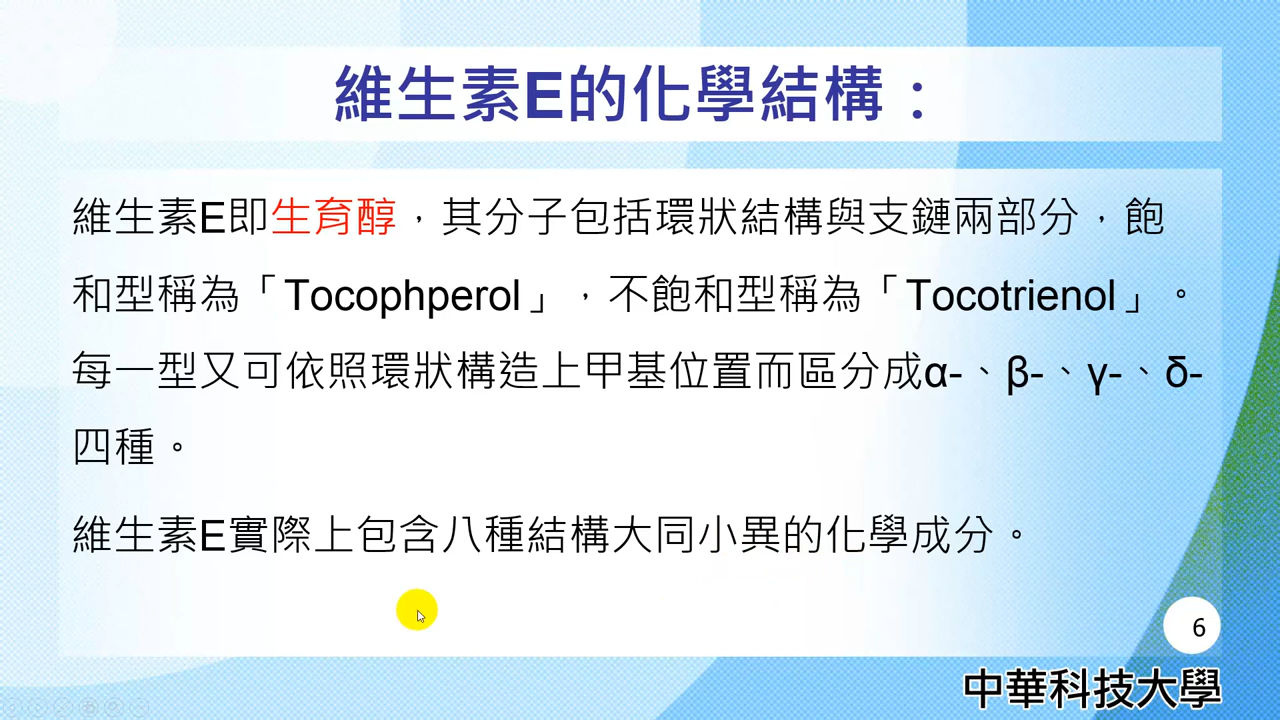 維生素E的化學結構：
維生素E即生育醇，其分子包括環狀結構與支鏈兩部分，飽
和型稱為「Tocophperol」，不飽和型稱為「Tocotrienol」。
每一型又可依照環狀構造上甲基位置而區分成α-、β-、γ-、δ-
四種。
維生素E實際上包含八種結構大同小異的化學成分。
6
中華科技大學